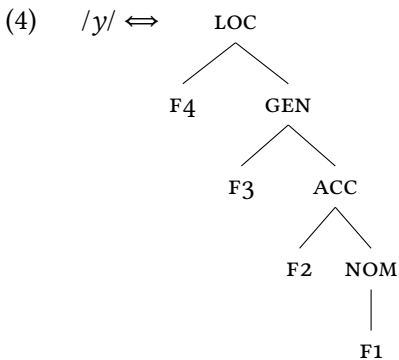 (4) /y/ ⇔ LOC
F4 GEN
F3 ACC
F2 NOM
F1